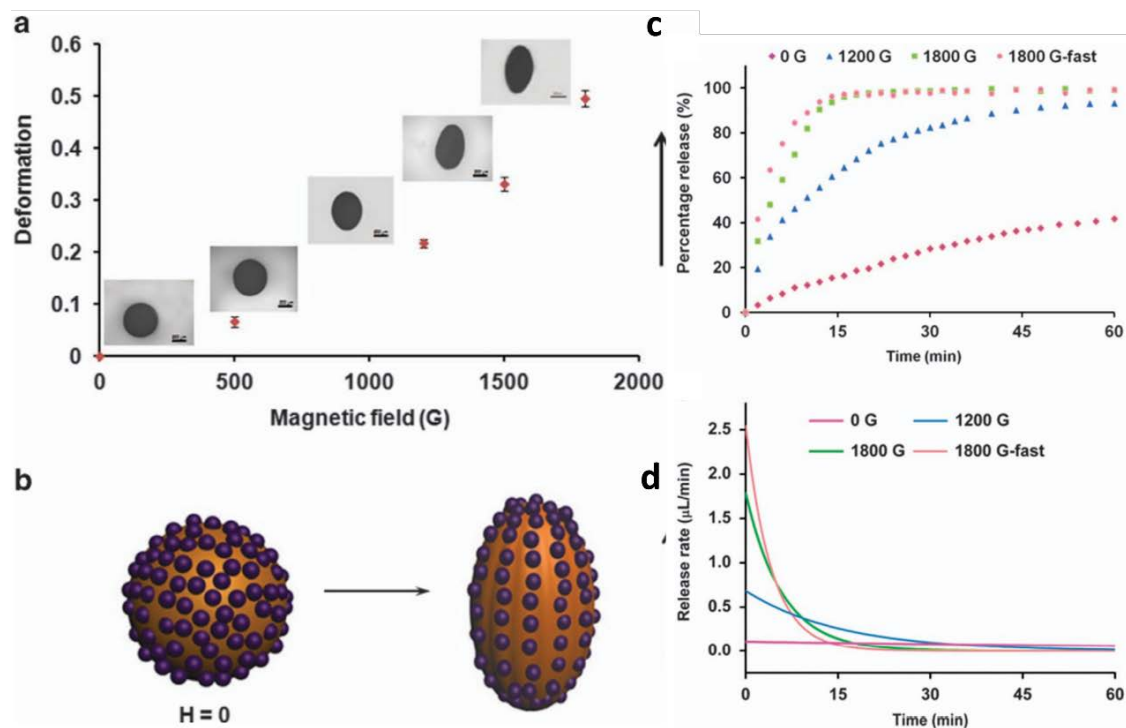 a
0.6
0.5
0.4
0.3
0.2
0.1
0
0 500 1000 1500 2000
Deformation
Magnetic field (G)
b
H = 0
c
0 G 1200 G 1800 G 1800 G-fast
100
80
60
40
20
0
0 15 30 45 60
Percentage release (%)
Time (min)
d
0 G 1200 G
1800 G 1800 G-fast
2.5
2.0
1.5
1.0
0.5
0.0
0 15 30 45 60
Release rate (μL/min)
Time (min)